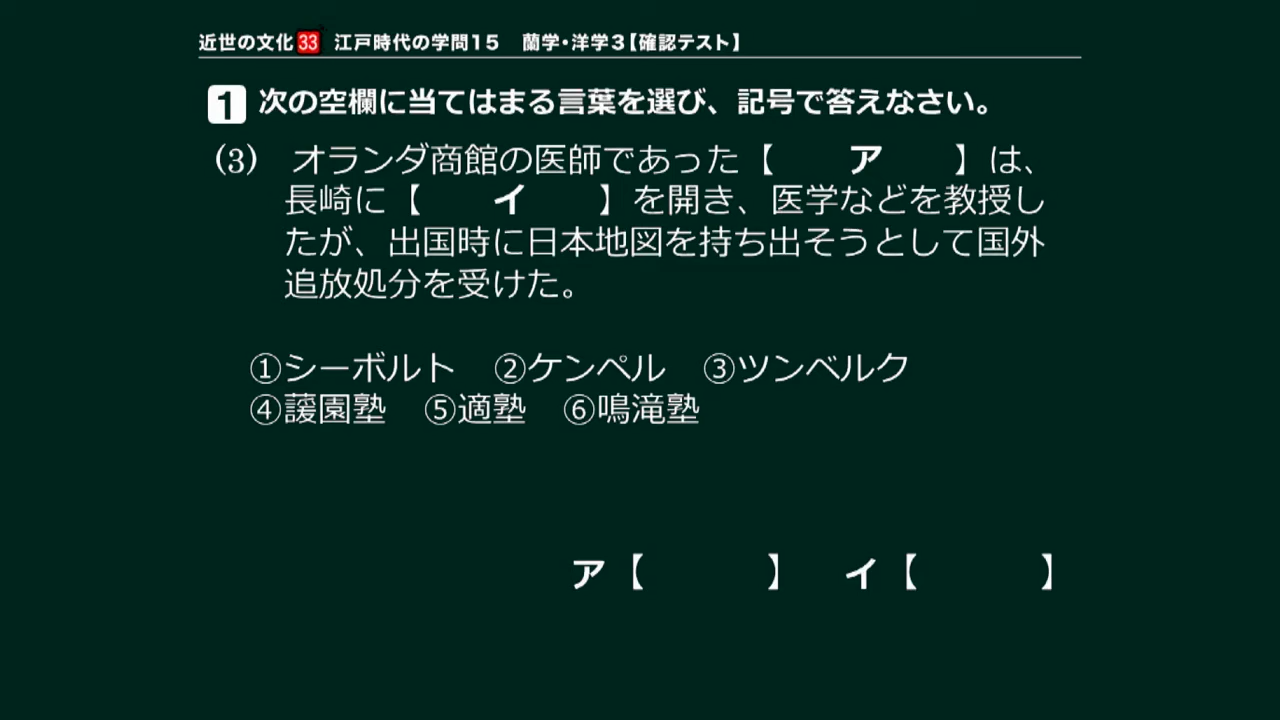 近世の文化33 江戸時代の学問15 蘭学・洋学3【確認テスト】
1 次の空欄に当てはまる言葉を選び、記号で答えなさい。
(3) オランダ商館の医師であった【 ア 】は、
長崎に【 イ 】を開き、医学などを教授し
たが、出国時に日本地図を持ち出そうとして国外
追放処分を受けた。
①シーボルト ②ケンペル ③ツンベルク
④蘐園塾 ⑤適塾 ⑥鳴滝塾
ア【 】 イ【 】